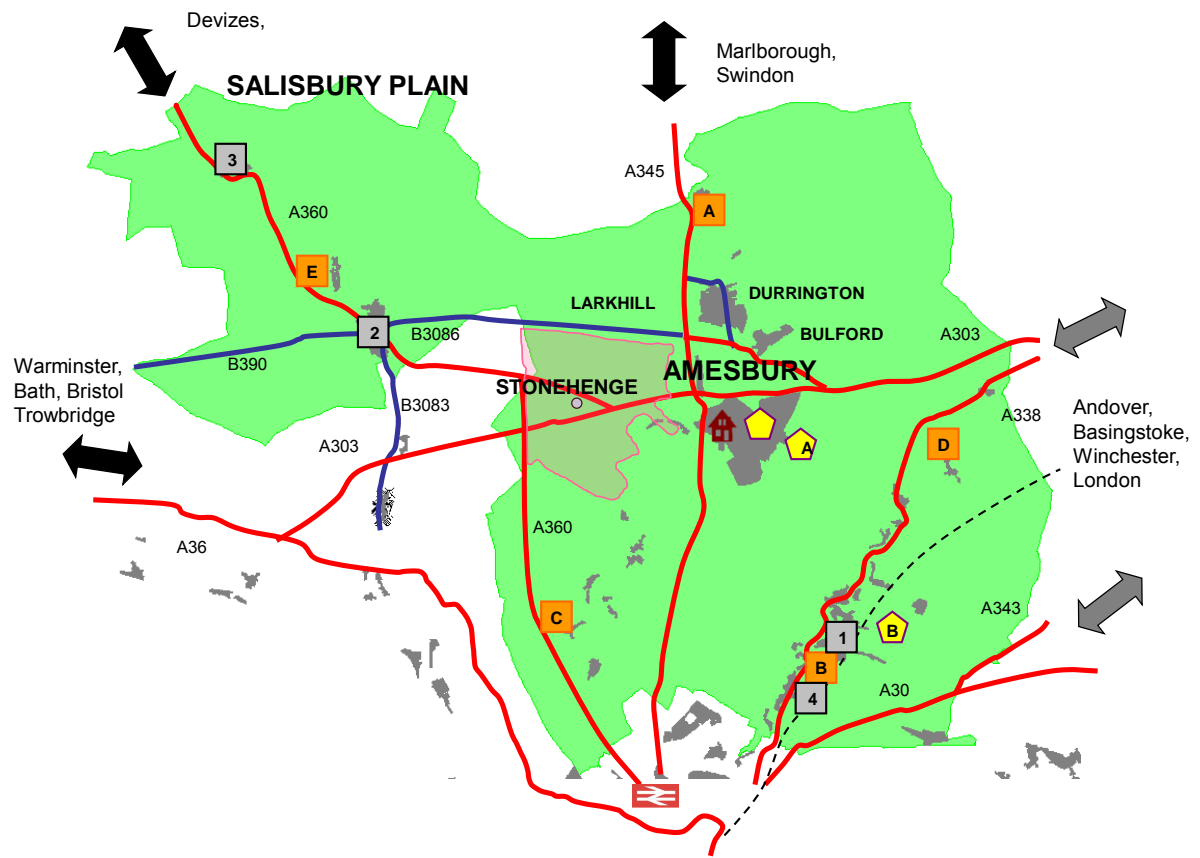 Devizes,
Marlborough,
Swindon
SALISBURY PLAIN
3
A345
A
A360
E
LARKHILL
DURRINGTON
2
B3086
BULFORD
A303
B390
Warminster,
Bath, Bristol
Trowbridge
STONEHENGE
AMESBURY
B3083
A338
Andover,
Basingstoke,
Winchester,
London
A303
D
A
A360
A36
C
A343
1
B
B
4
A30